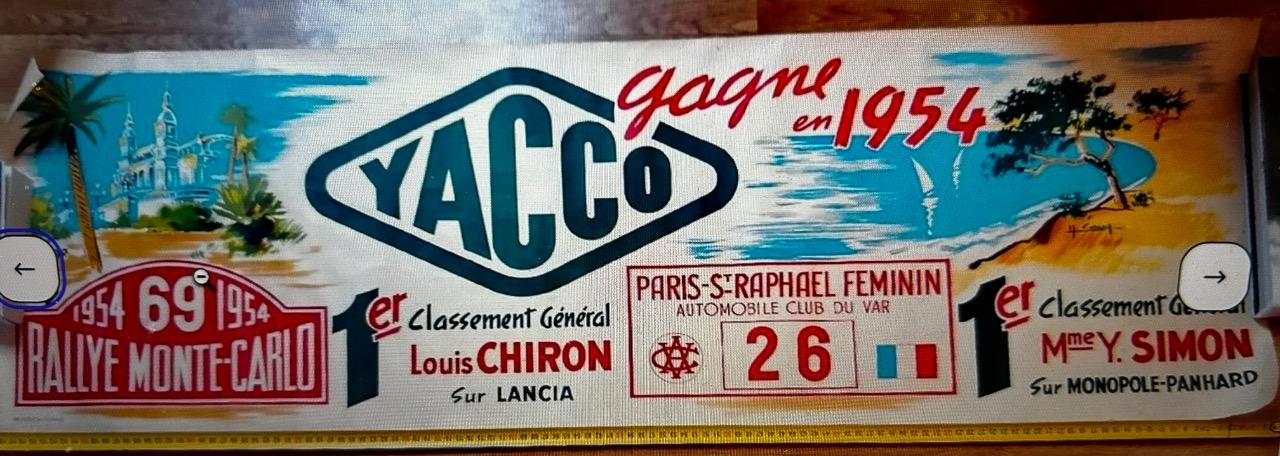 YACCO
gagne
en 1954
1954 69 1954
RALLYE MONTE-CARLO
1er Classement Général
Louis CHIRON
Sur LANCIA
PARIS-ST RAPHAEL FEMININ
AUTOMOBILE CLUB DU VAR
26
1er Classement
Mme Y. SIMON
Sur MONOPOLE-PANHARD